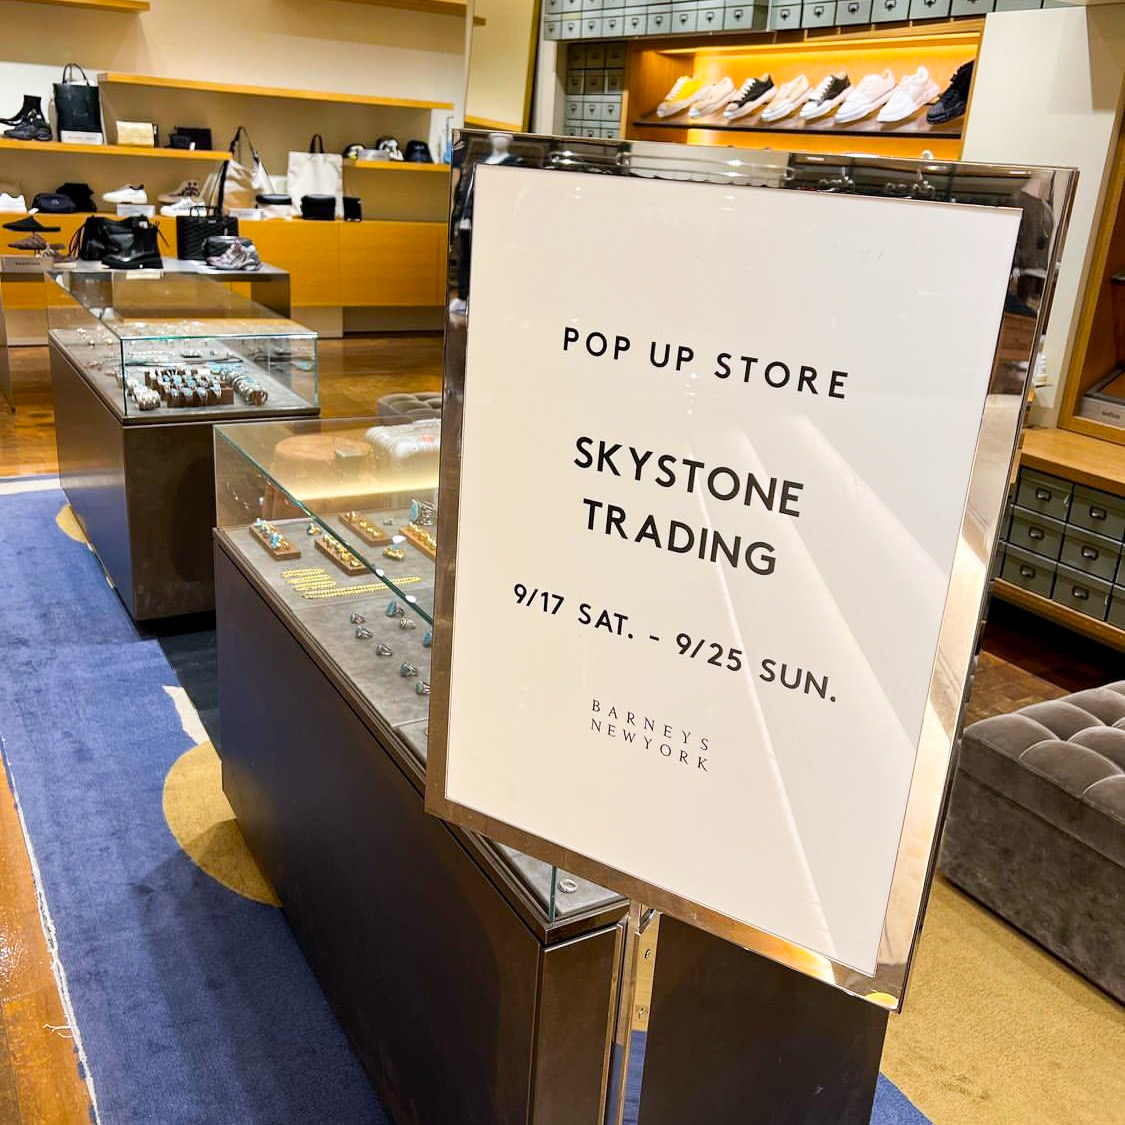 POP UP STORE
SKYSTONE
TRADING
9/17 SAT. - 9/25 SUN.
BARNEYS
NEWYORK